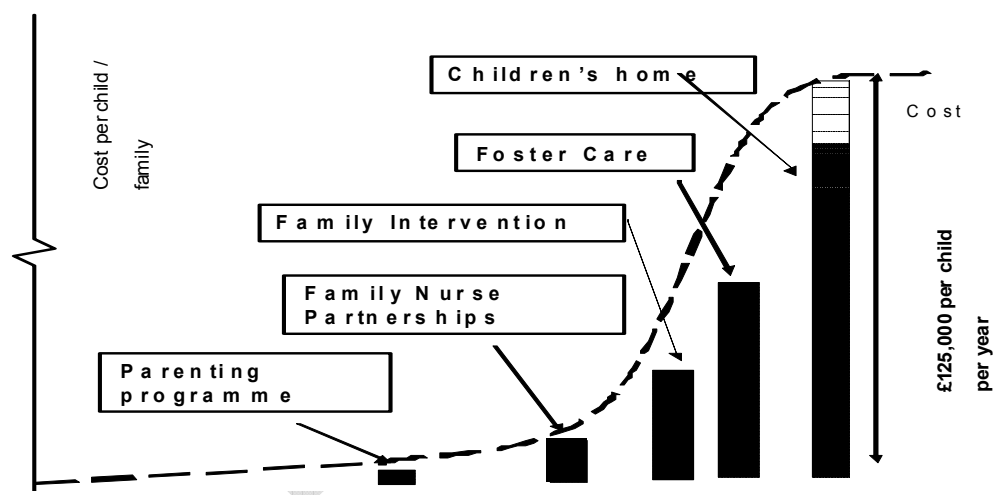 Cost per child /
family
Children's home
Foster Care
Family Intervention
Family Nurse
Partnerships
Parenting
programme
Cost
£125,000 per child
per year